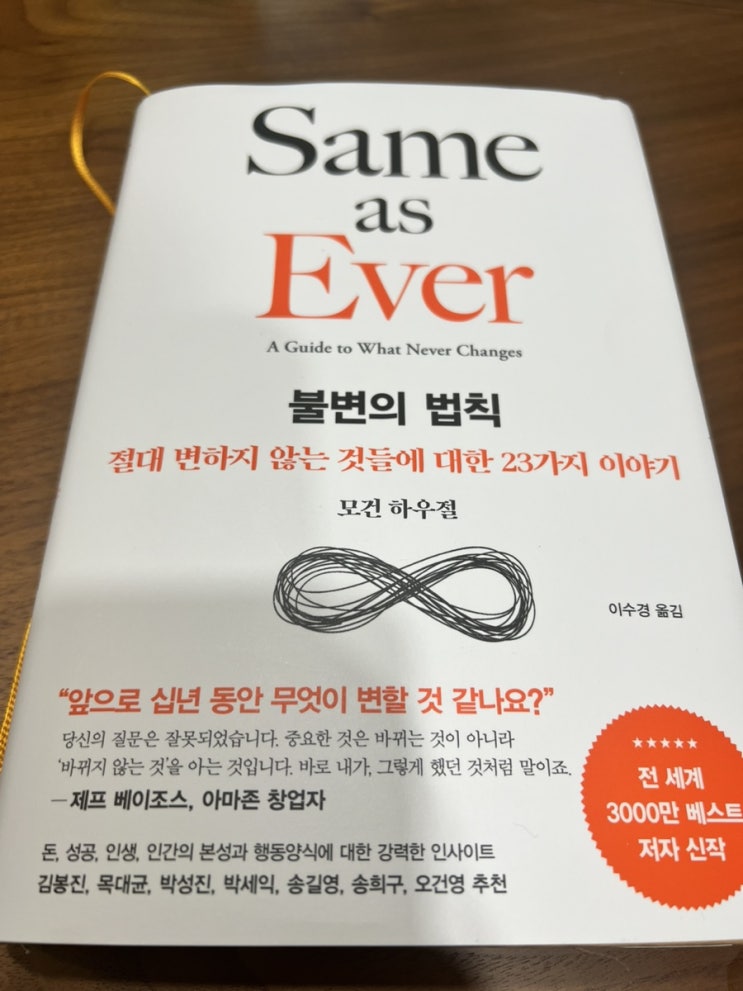 Same
as
Ever
A Guide to What Never Changes
불변의 법칙
절대 변하지 않는 것들에 대한 23가지 이야기
모건 하우절
이수경 옮김
“앞으로 십년 동안 무엇이 변할 것 같나요?”
당신의 질문은 잘못되었습니다. 중요한 것은 바뀌는 것이 아니라
‘바뀌지 않는 것’을 아는 것입니다. 바로 내가, 그렇게 했던 것처럼 말이죠.
—제프 베이조스, 아마존 창업자
돈, 성공, 인생, 인간의 본성과 행동양식에 대한 강력한 인사이트
김봉진, 목대균, 박성진, 박세익, 송길영, 송희구, 오건영 추천
★★★★★
전 세계
3000만 베스트
저자 신작